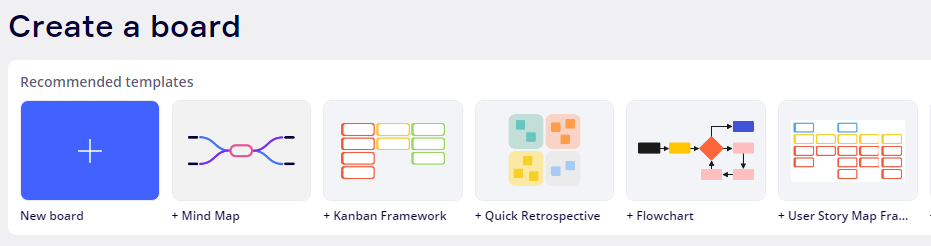 Create a board
Recommended templates
New board
+ Mind Map
+ Kanban Framework
+ Quick Retrospective
+ Flowchart
+ User Story Map Fra...